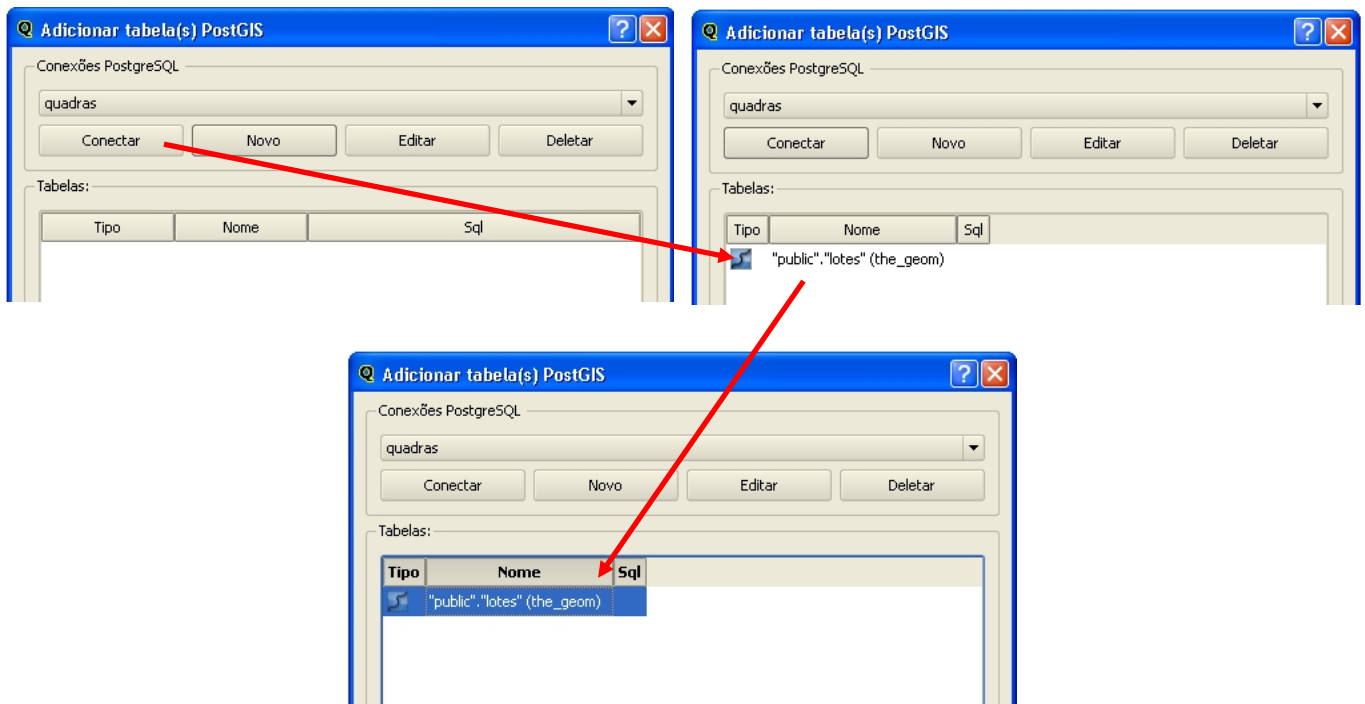 Adicionar tabela(s) PostGIS
Conexões PostgreSQL
quadras
Conectar Novo Editar Deletar
Tabelas:
Tipo Nome Sql
Adicionar tabela(s) PostGIS
Conexões PostgreSQL
quadras
Conectar Novo Editar Deletar
Tabelas:
Tipo Nome Sql
"public"."lotes" (the_geom)
Adicionar tabela(s) PostGIS
Conexões PostgreSQL
quadras
Conectar Novo Editar Deletar
Tabelas:
Tipo Nome Sql
"public"."lotes" (the_geom)